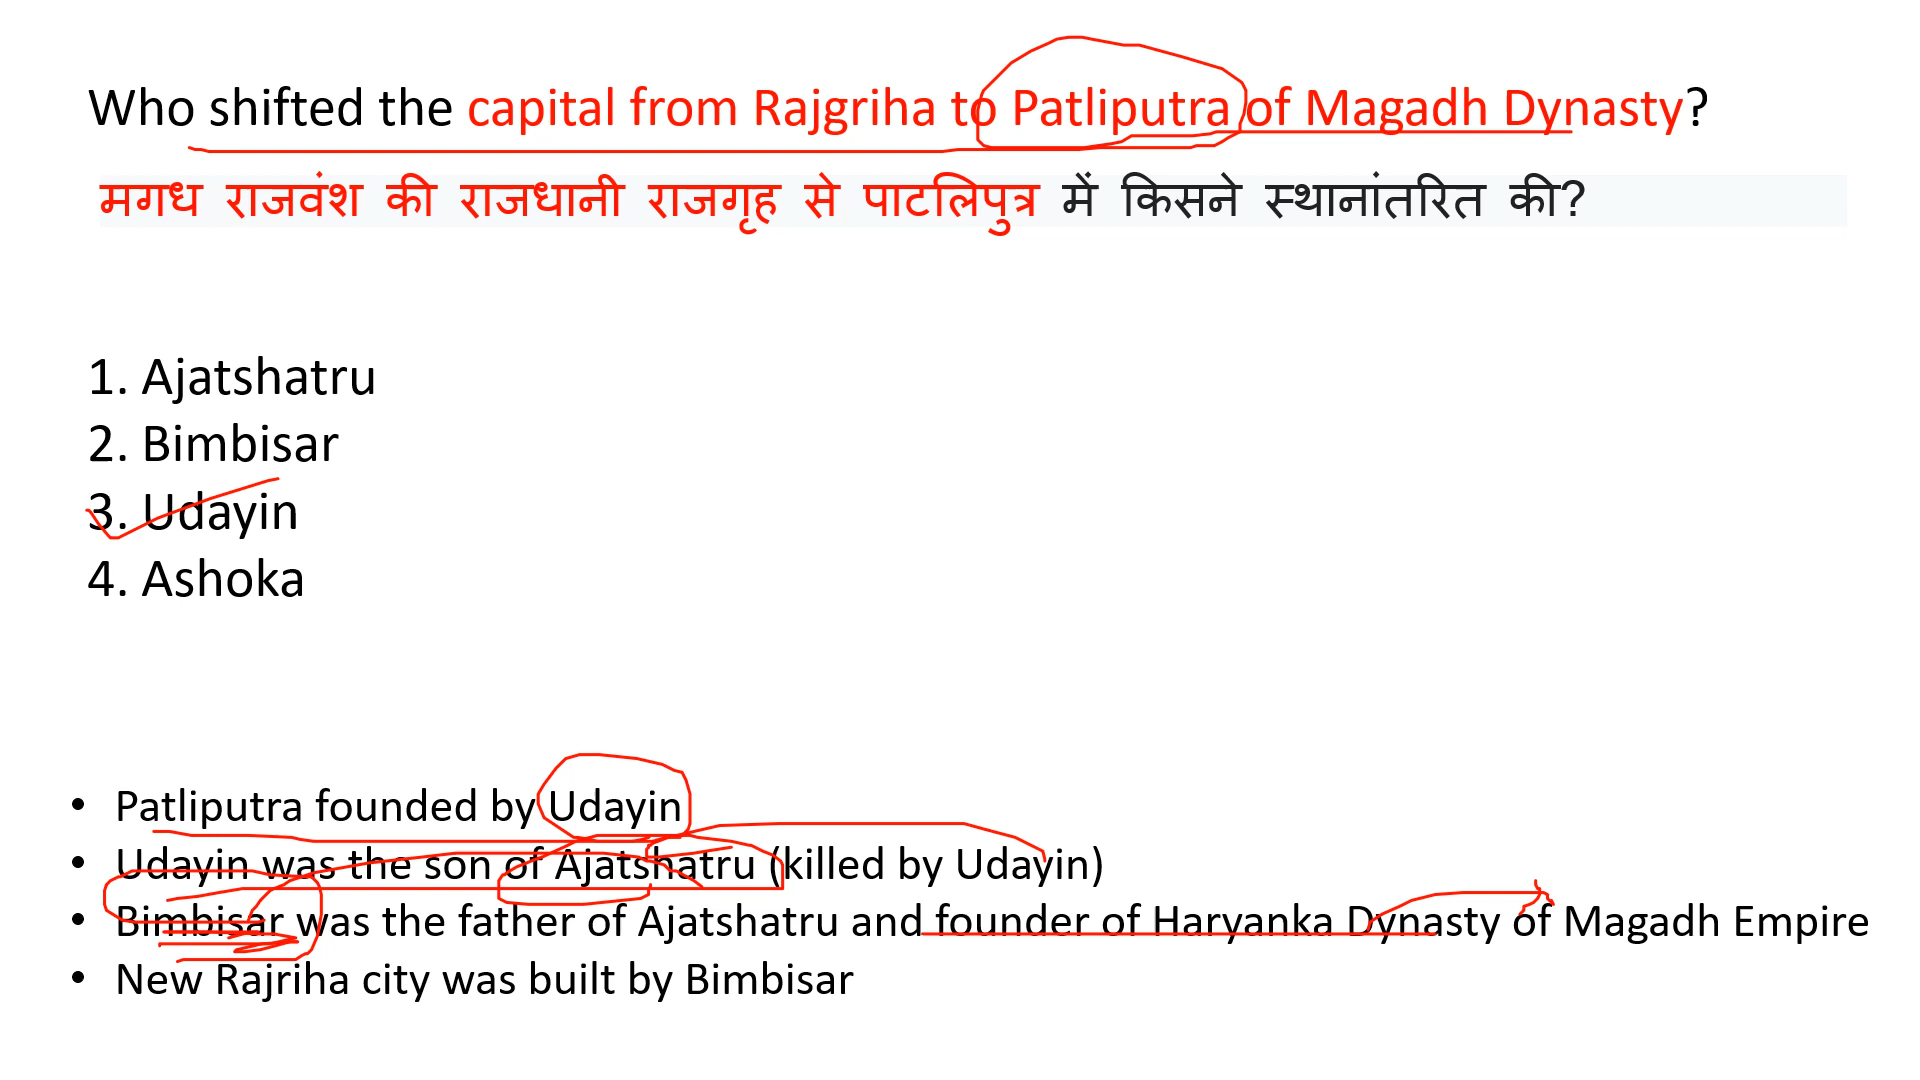 Who shifted the capital from Rajgriha to Patliputra of Magadh Dynasty?
मगध राजवंश की राजधानी राजगृह से पाटलिपुत्र में किसने स्थानांतरित की?
1. Ajatshatru
2. Bimbisar
3. Udayin
4. Ashoka
• Patliputra founded by Udayin
• Udayin was the son of Ajatshatru (killed by Udayin)
• Bimbisar was the father of Ajatshatru and founder of Haryanka Dynasty of Magadh Empire
• New Rajriha city was built by Bimbisar